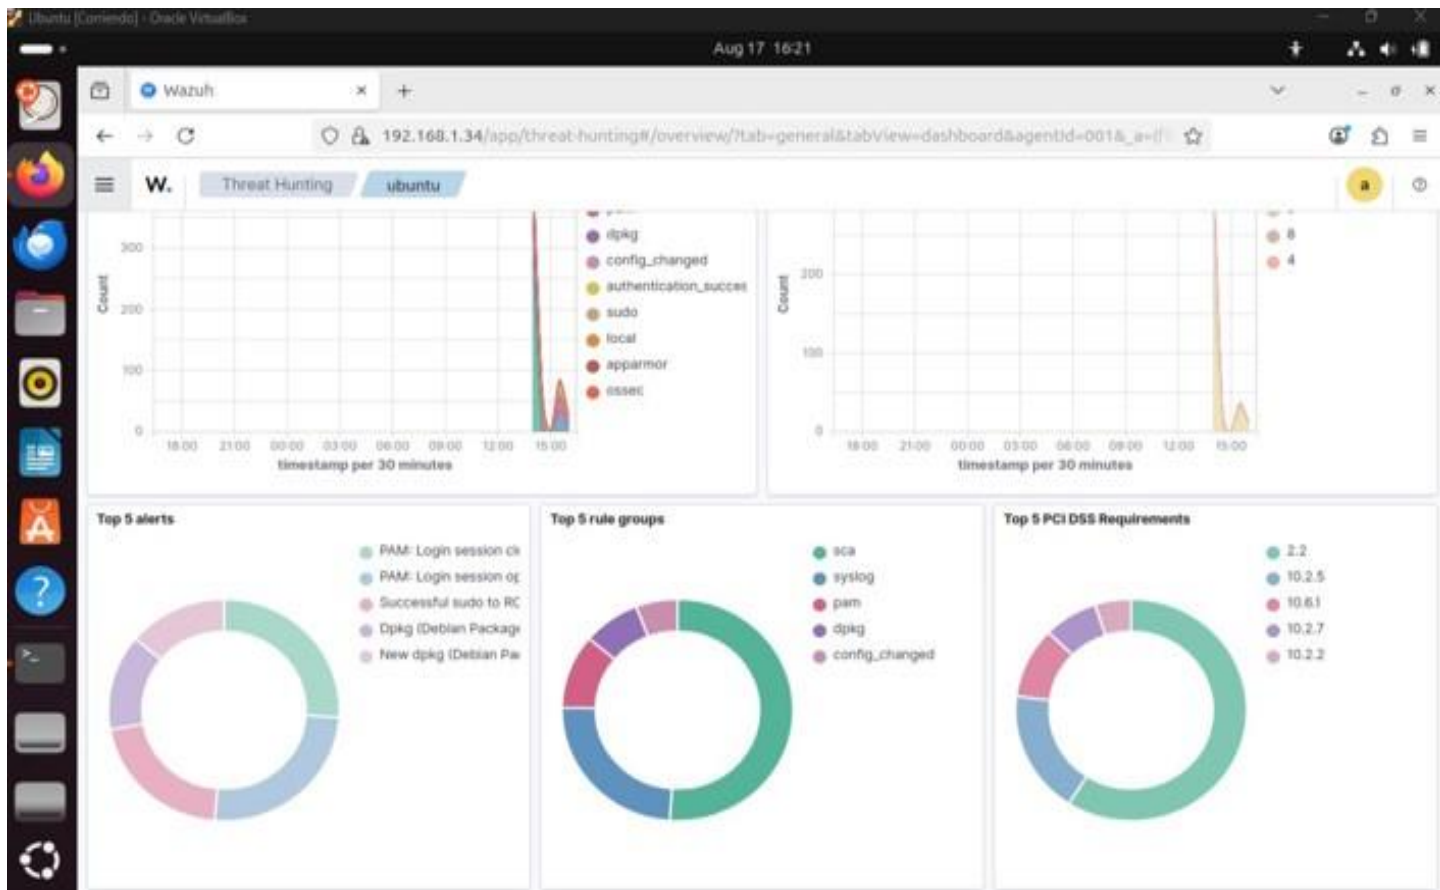 Ubuntu [Corriendo] - Oracle VirtualBox
Aug 17 16:21
Wazuh
192.168.1.34/app/threat-hunting#/overview/?tab=general&tabView=dashboard&agentId=001&_a=(f
W.
Threat Hunting
ubuntu
a
dpkg
config_changed
authentication_succes
sudo
local
apparmor
ossec
Count
300
200
100
0
18:00 21:00 00:00 03:00 06:00 09:00 12:00 15:00
timestamp per 30 minutes
Count
200
100
0
18:00 21:00 00:00 03:00 06:00 09:00 12:00 15:00
timestamp per 30 minutes
8
4
Top 5 alerts
PAM: Login session clo
PAM: Login session op
Successful sudo to RO
Dpkg (Debian Package
New dpkg (Debian Pac
Top 5 rule groups
sca
syslog
pam
dpkg
config_changed
Top 5 PCI DSS Requirements
2.2
10.2.5
10.6.1
10.2.7
10.2.2